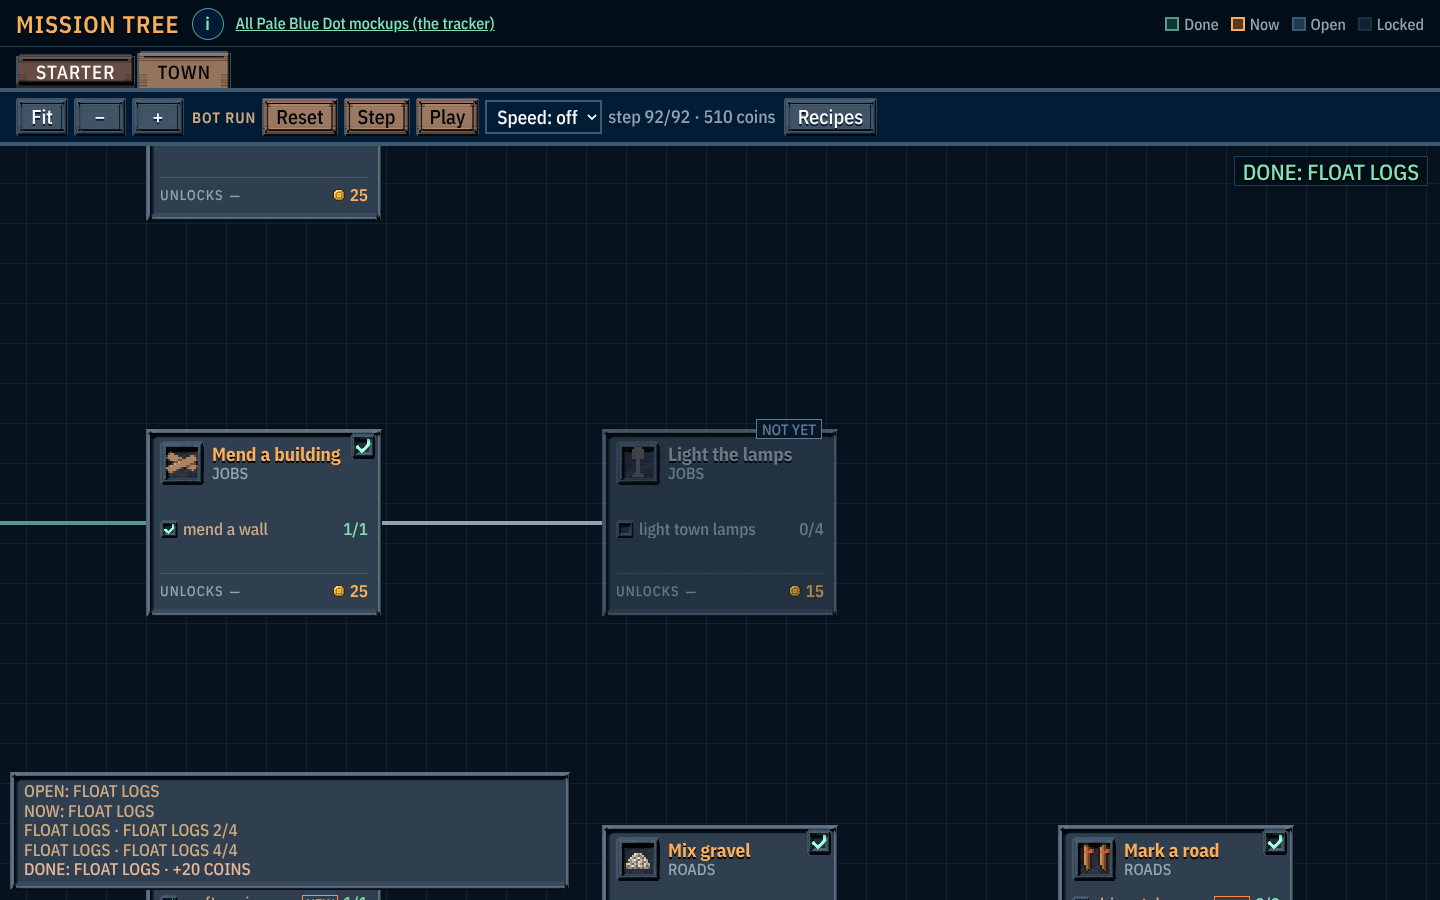 MISSION TREE i All Pale Blue Dot mockups (the tracker) Done Now Open Locked
STARTER TOWN
Fit – + BOT RUN Reset Step Play Speed: off step 92/92 · 510 coins Recipes
DONE: FLOAT LOGS
UNLOCKS — 25
NOT YET
Mend a building
JOBS
mend a wall 1/1
UNLOCKS — 25
Light the lamps
JOBS
light town lamps 0/4
UNLOCKS — 15
OPEN: FLOAT LOGS
NOW: FLOAT LOGS
FLOAT LOGS · FLOAT LOGS 2/4
FLOAT LOGS · FLOAT LOGS 4/4
DONE: FLOAT LOGS · +20 COINS
Mix gravel
ROADS
Mark a road
ROADS